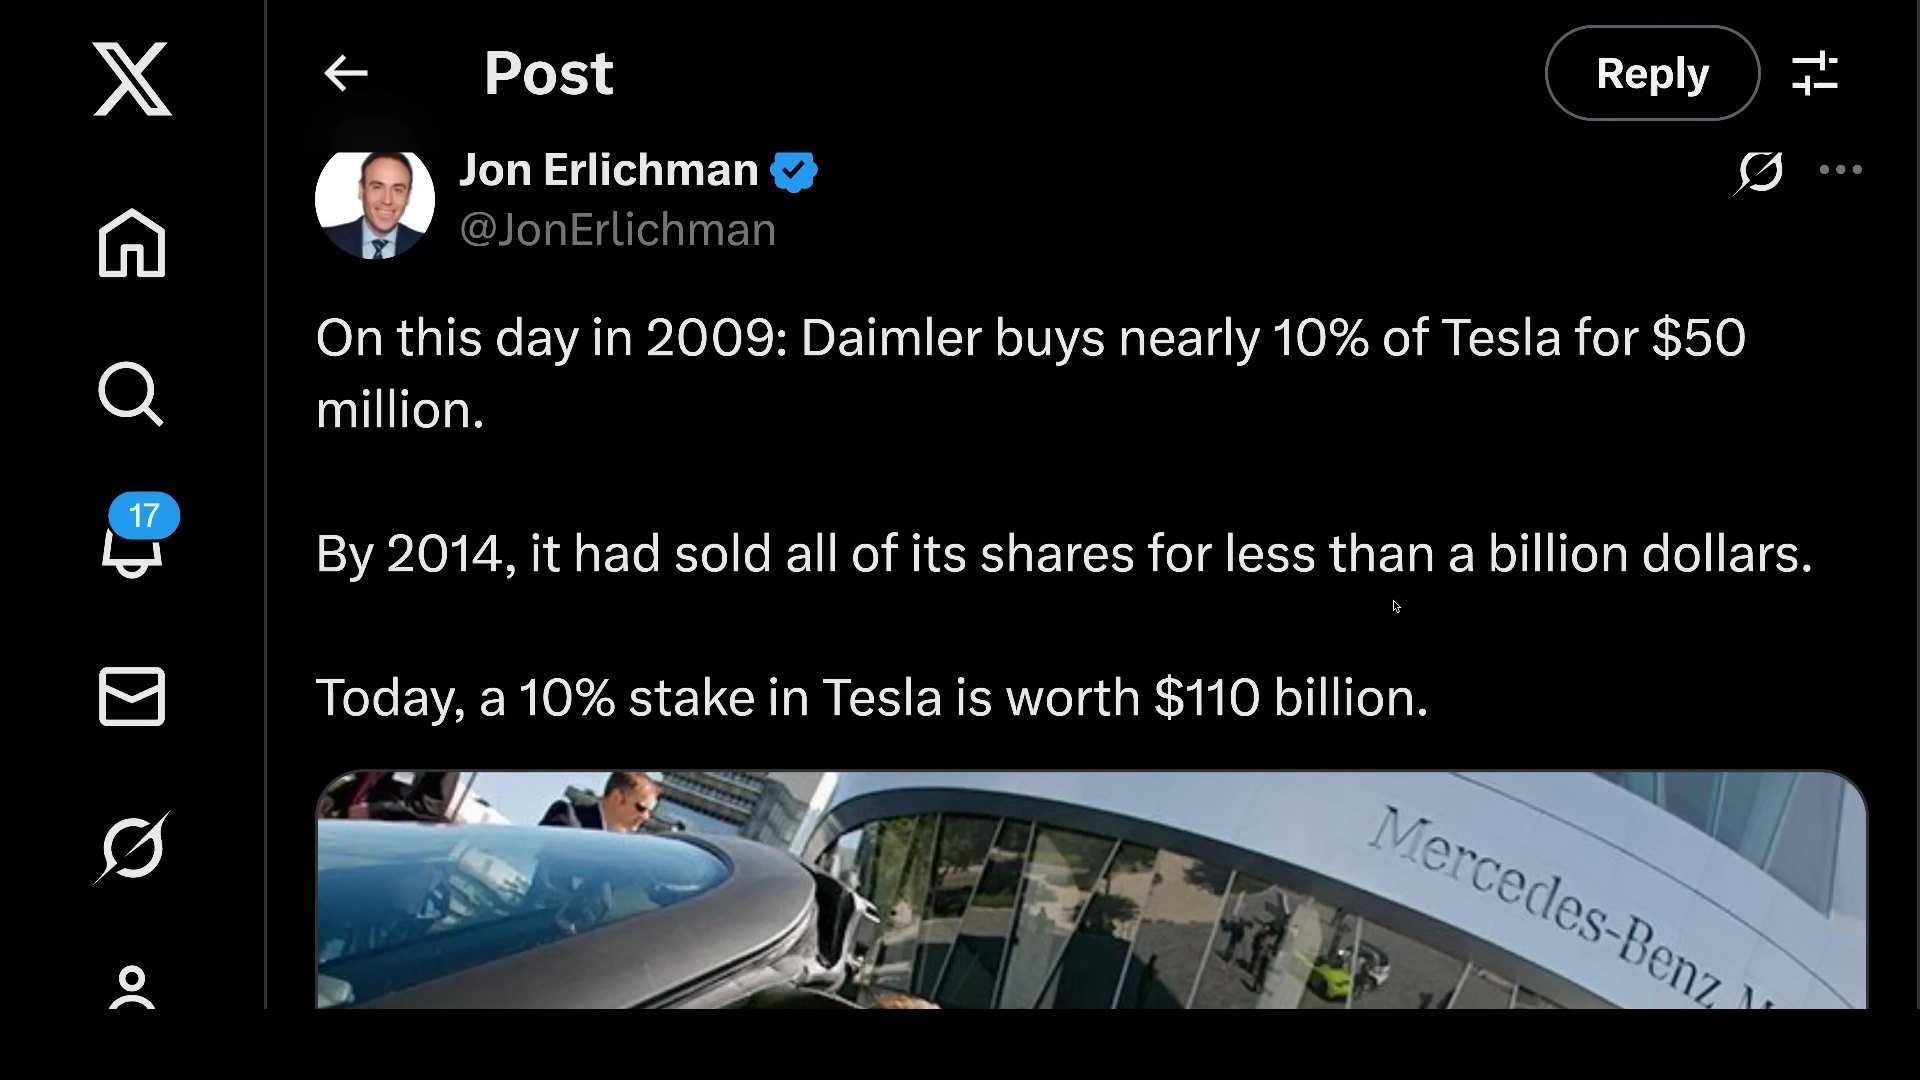 Post
Reply
Jon Erlichman
@JonErlichman
On this day in 2009: Daimler buys nearly 10% of Tesla for $50
million.
17
By 2014, it had sold all of its shares for less than a billion dollars.
Today, a 10% stake in Tesla is worth $110 billion.
Mercedes-Benz